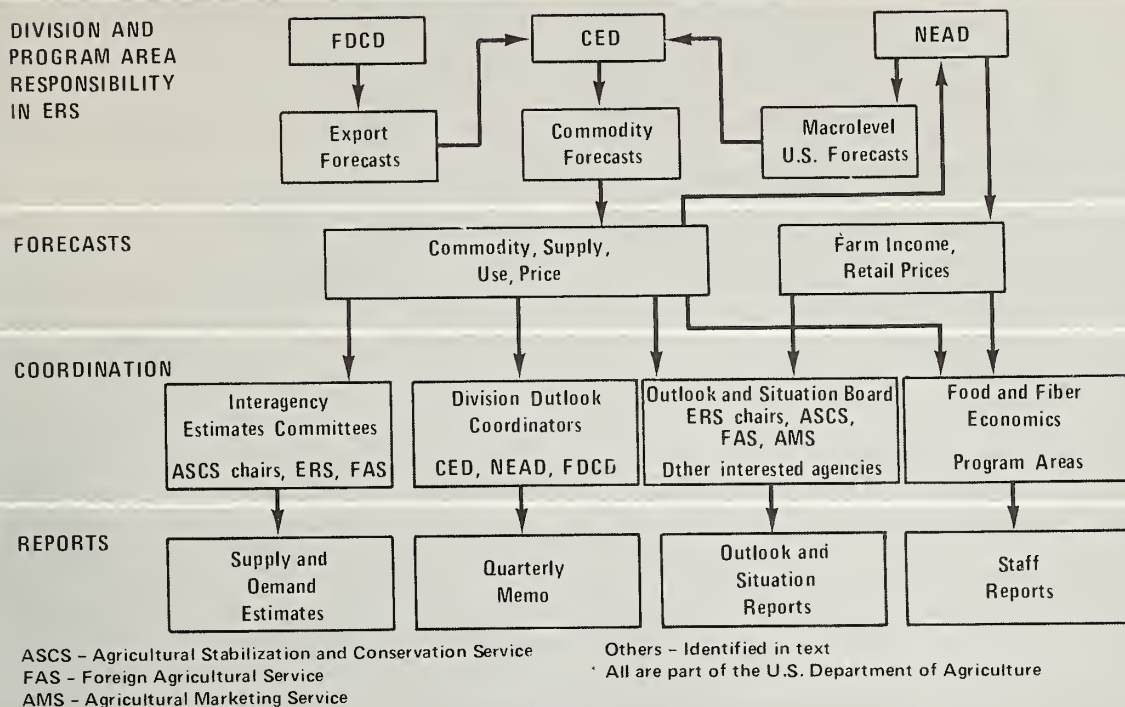 DIVISION AND
PROGRAM AREA
RESPONSIBILITY
IN ERS
FDCD
CED
NEAD
Export
Forecasts
Commodity
Forecasts
Macrolevel
U.S. Forecasts
FORECASTS
Commodity, Supply,
Use, Price
Farm Income,
Retail Prices
COORDINATION
Interagency
Estimates Committees
ASCS chairs, ERS, FAS
Division Outlook
Coordinators
CED, NEAD, FDCD
Outlook and Situation Board
ERS chairs, ASCS,
FAS, AMS
Other interested agencies
Food and Fiber
Economics
Program Areas
REPORTS
Supply and
Demand
Estimates
Quarterly
Memo
Outlook and
Situation
Reports
Staff
Reports
ASCS – Agricultural Stabilization and Conservation Service
FAS – Foreign Agricultural Service
AMS – Agricultural Marketing Service
Others – Identified in text
All are part of the U.S. Department of Agriculture